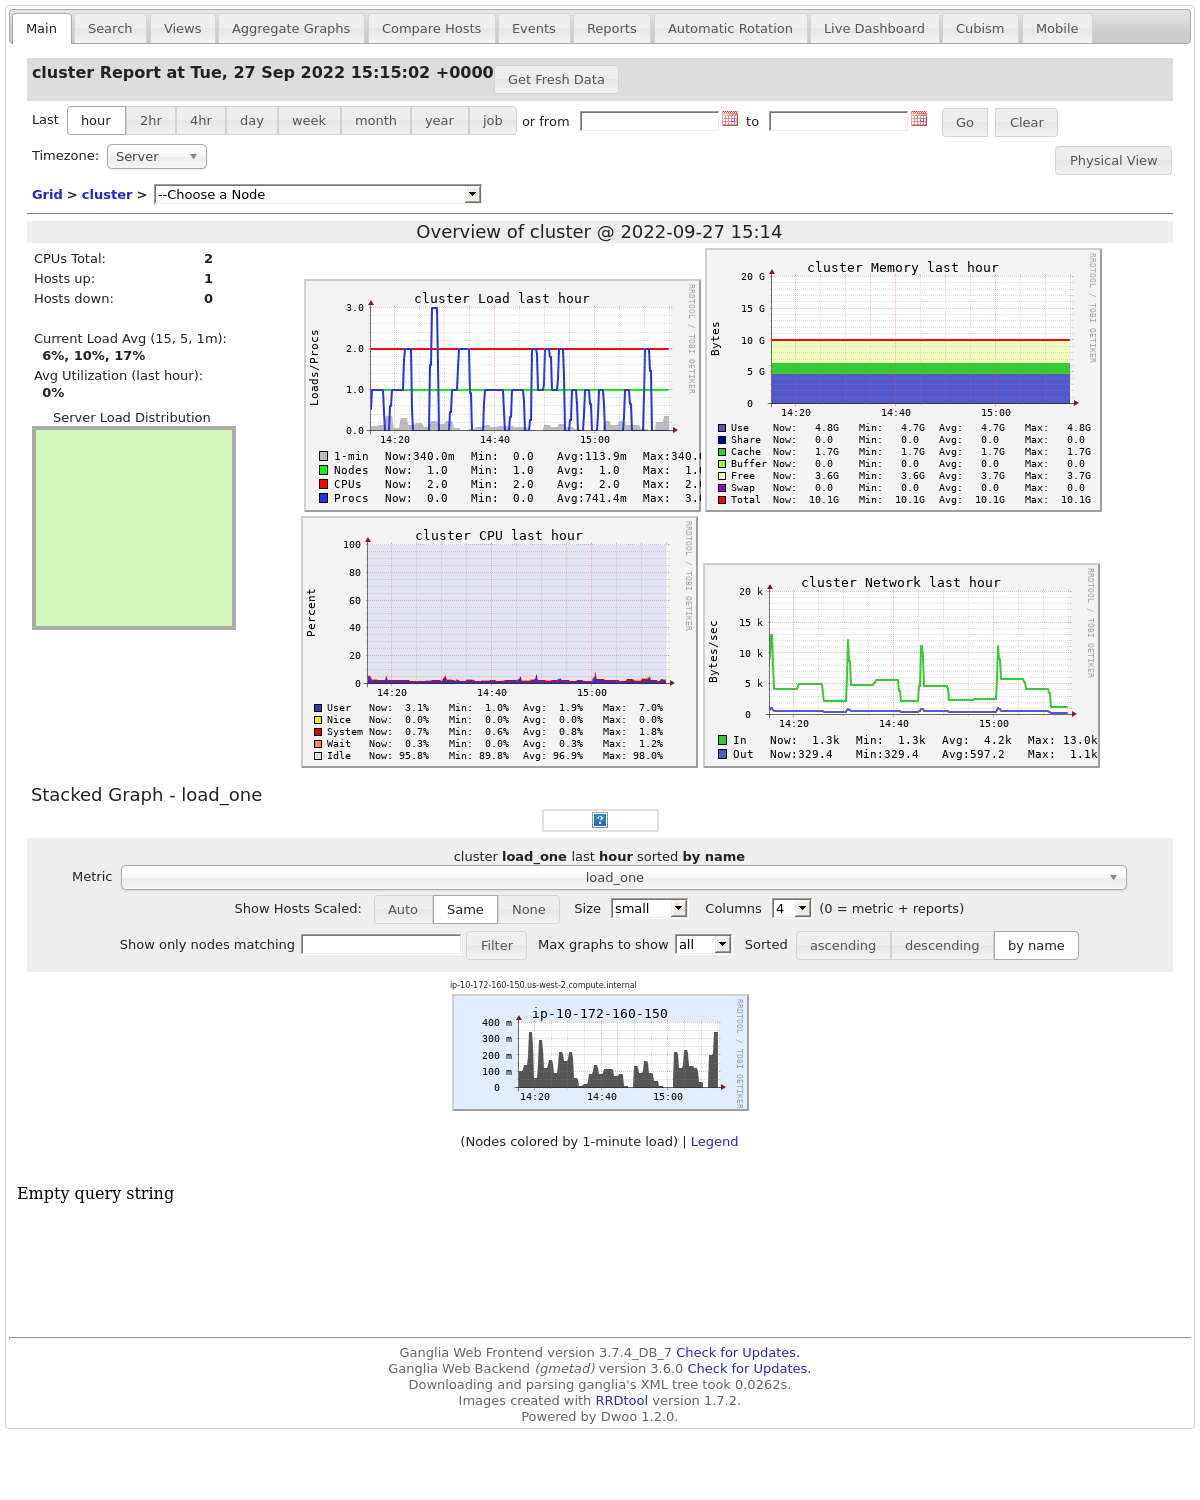 Main Search Views Aggregate Graphs Compare Hosts Events Reports Automatic Rotation Live Dashboard Cubism Mobile
cluster Report at Tue, 27 Sep 2022 15:15:02 +0000 Get Fresh Data
Last hour 2hr 4hr day week month year job or from to Go Clear
Timezone: Server
Physical View
Grid > cluster > --Choose a Node
Overview of cluster @ 2022-09-27 15:14
CPUs Total: 2
Hosts up: 1
Hosts down: 0
Current Load Avg (15, 5, 1m):
6%, 10%, 17%
Avg Utilization (last hour):
0%
Server Load Distribution
cluster Load last hour
RRDTOOL / TOBI OETIKER
Loads/Procs
3.0
2.0
1.0
0.0
14:20 14:40 15:00
1-min Now:340.0m Min: 0.0 Avg:113.9m Max:340.
Nodes Now: 1.0 Min: 1.0 Avg: 1.0 Max: 1.
CPUs Now: 2.0 Min: 2.0 Avg: 2.0 Max: 2.
Procs Now: 0.0 Min: 0.0 Avg:741.4m Max: 3.
cluster Memory last hour
RRDTOOL / TOBI OETIKER
Bytes
20 G
15 G
10 G
5 G
0
14:20 14:40 15:00
Use Now: 4.8G Min: 4.7G Avg: 4.7G Max: 4.8G
Share Now: 0.0 Min: 0.0 Avg: 0.0 Max: 0.0
Cache Now: 1.7G Min: 1.7G Avg: 1.7G Max: 1.7G
Buffer Now: 0.0 Min: 0.0 Avg: 0.0 Max: 0.0
Free Now: 3.6G Min: 3.6G Avg: 3.7G Max: 3.7G
Swap Now: 0.0 Min: 0.0 Avg: 0.0 Max: 0.0
Total Now: 10.1G Min: 10.1G Avg: 10.1G Max: 10.1G
cluster CPU last hour
RRDTOOL / TOBI OETIKER
Percent
100
80
60
40
20
0
14:20 14:40 15:00
User Now: 3.1% Min: 1.0% Avg: 1.9% Max: 7.0%
Nice Now: 0.0% Min: 0.0% Avg: 0.0% Max: 0.0%
System Now: 0.7% Min: 0.6% Avg: 0.8% Max: 1.8%
Wait Now: 0.3% Min: 0.0% Avg: 0.3% Max: 1.2%
Idle Now: 95.8% Min: 89.8% Avg: 96.9% Max: 98.0%
cluster Network last hour
RRDTOOL / TOBI OETIKER
Bytes/sec
20 k
15 k
10 k
5 k
0
14:20 14:40 15:00
In Now: 1.3k Min: 1.3k Avg: 4.2k Max: 13.0k
Out Now:329.4 Min:329.4 Avg:597.2 Max: 1.1k
Stacked Graph - load_one
?
cluster load_one last hour sorted by name
Metric load_one
Show Hosts Scaled: Auto Same None Size small Columns 4 (0 = metric + reports)
Show only nodes matching Filter Max graphs to show all Sorted ascending descending by name
ip-10-172-160-150.us-west-2.compute.internal
ip-10-172-160-150
RRDTOOL / TOBI OETIKER
400 m
300 m
200 m
100 m
0
14:20 14:40 15:00
(Nodes colored by 1-minute load) | Legend
Empty query string
Ganglia Web Frontend version 3.7.4_DB_7 Check for Updates.
Ganglia Web Backend (gmetad) version 3.6.0 Check for Updates.
Downloading and parsing ganglia's XML tree took 0.0262s.
Images created with RRDtool version 1.7.2.
Powered by Dwoo 1.2.0.